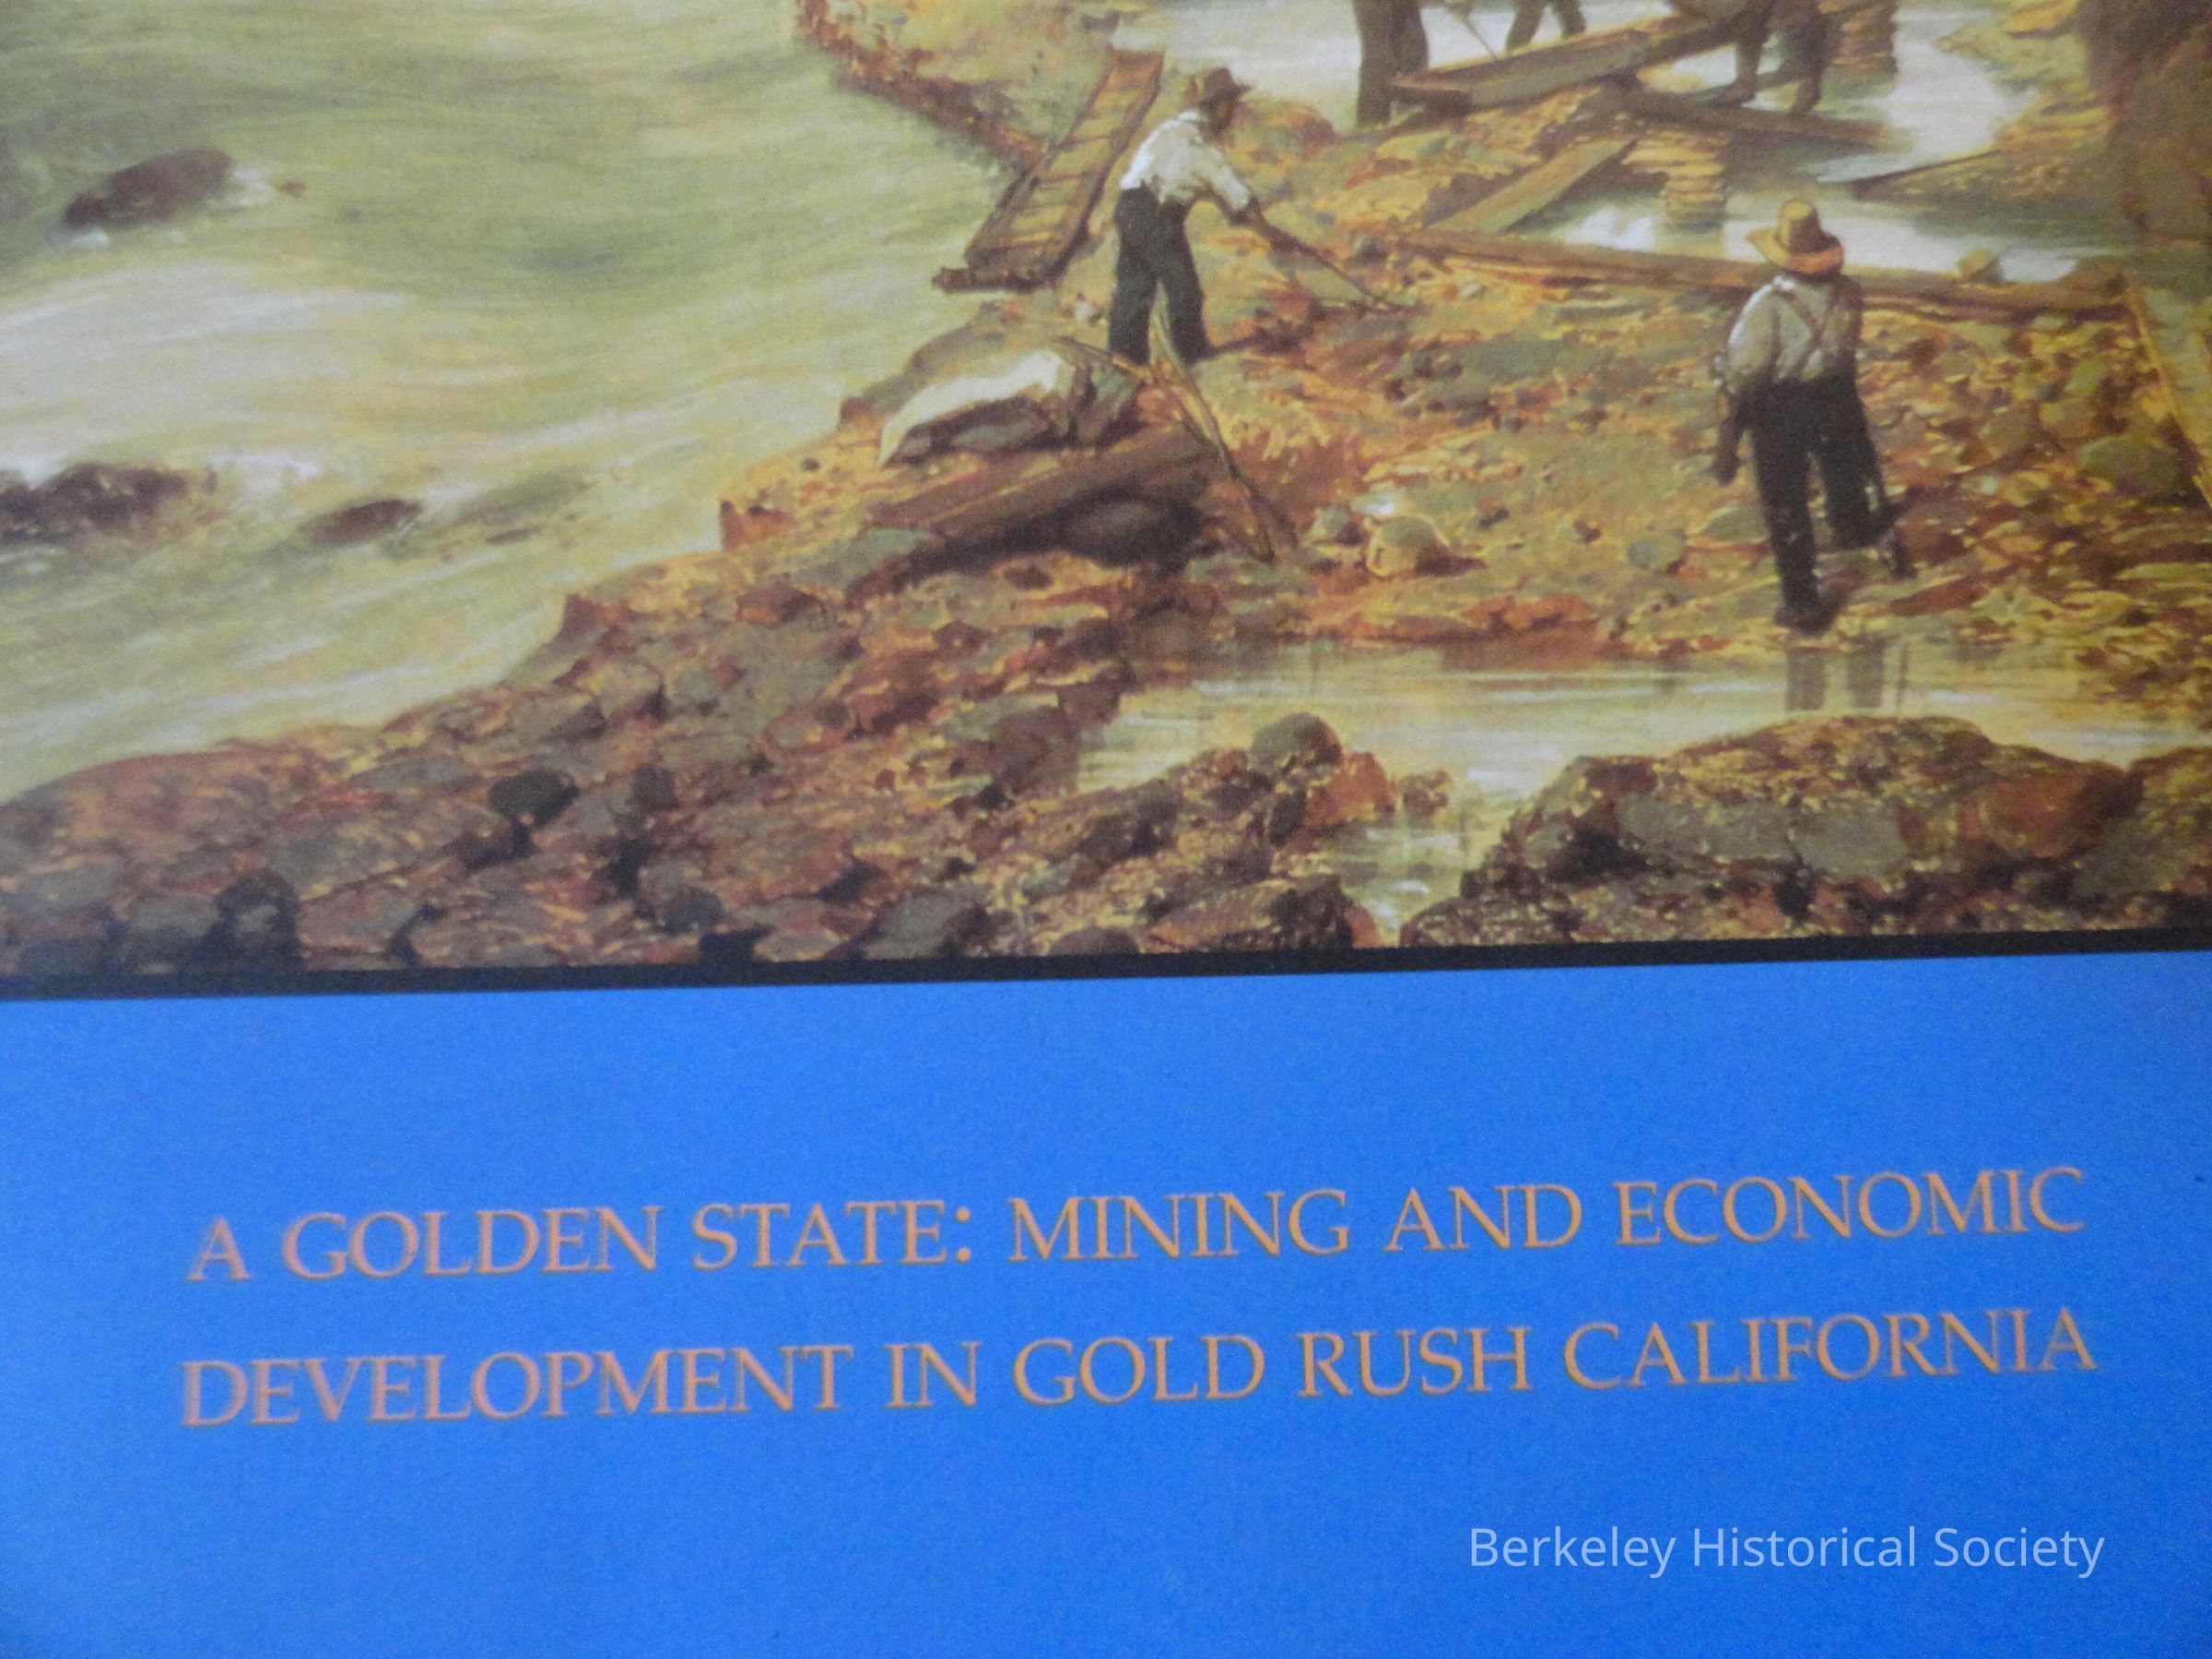 A GOLDEN STATE: MINING AND ECONOMIC
DEVELOPMENT IN GOLD RUSH CALIFORNIA
Berkeley Historical Society